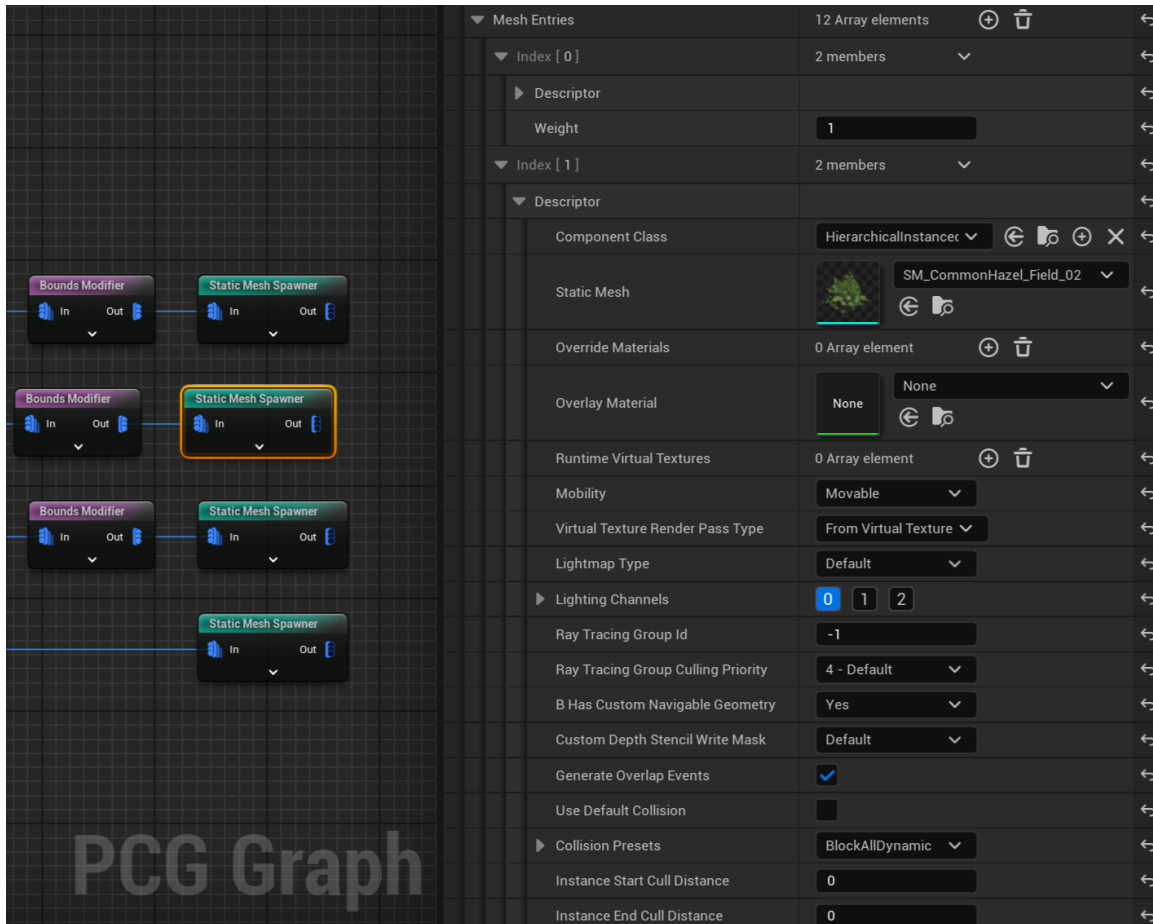 Bounds Modifier
In Out
Static Mesh Spawner
In Out
Bounds Modifier
In Out
Static Mesh Spawner
In Out
Bounds Modifier
In Out
Static Mesh Spawner
In Out
Static Mesh Spawner
In Out
PCG Graph
Mesh Entries 12 Array elements
Index [ 0 ] 2 members
Descriptor
Weight 1
Index [ 1 ] 2 members
Descriptor
Component Class HierarchicalInstancec
Static Mesh SM_CommonHazel_Field_02
Override Materials 0 Array element
Overlay Material None None
Runtime Virtual Textures 0 Array element
Mobility Movable
Virtual Texture Render Pass Type From Virtual Texture
Lightmap Type Default
Lighting Channels 0 1 2
Ray Tracing Group Id -1
Ray Tracing Group Culling Priority 4 - Default
B Has Custom Navigable Geometry Yes
Custom Depth Stencil Write Mask Default
Generate Overlap Events
Use Default Collision
Collision Presets BlockAllDynamic
Instance Start Cull Distance 0
Instance End Cull Distance 0